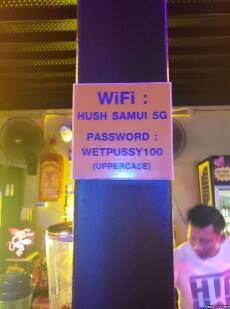 WiFi :
HUSH SAMUI 5G
PASSWORD :
WETPUSSY100
(UPPERCASE)